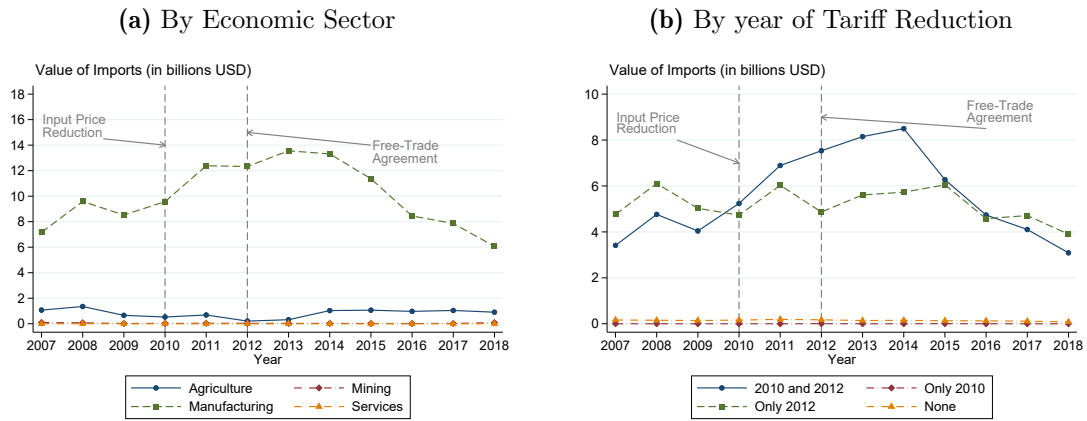 (a) By Economic Sector
Value of Imports (in billions USD)
18
16
14
12
10
8
6
4
2
0
Input Price
Reduction
Free-Trade
Agreement
2007 2008 2009 2010 2011 2012 2013 2014 2015 2016 2017 2018
Year
Agriculture Mining
Manufacturing Services
(b) By year of Tariff Reduction
Value of Imports (in billions USD)
10
8
6
4
2
0
Input Price
Reduction
Free-Trade
Agreement
2007 2008 2009 2010 2011 2012 2013 2014 2015 2016 2017 2018
Year
2010 and 2012 Only 2010
Only 2012 None